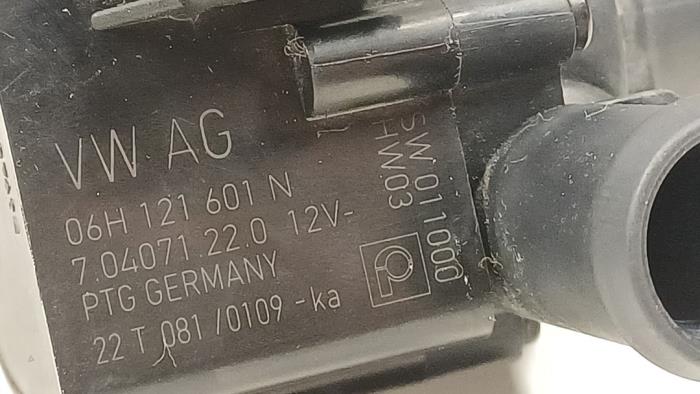 VW AG
06H 121 601 N
7.04071.22.0 12V-
PTG GERMANY
22 T 081/0109 -ka
SW 011000
HW03